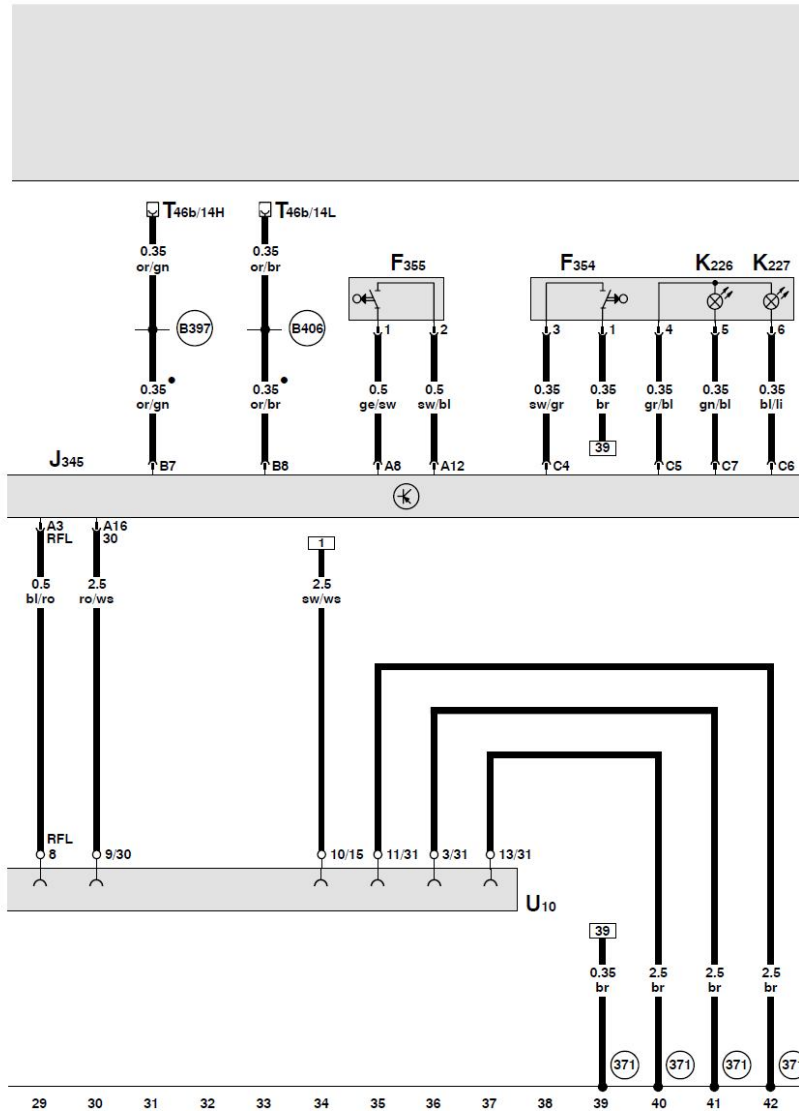 T46b/14H T46b/14L
0.35 0.35
or/gn or/br
F355 F354 K226 K227
B397 B406
1 2 3 1 4 5 6
0.35 • 0.35 • 0.5 0.5 0.35 0.35 0.35 0.35 0.35
or/gn or/br ge/sw sw/bl sw/gr br gr/bl gn/bl bl/li
39
J345 B7 B8 A8 A12 C4 C5 C7 C6
A3 A16
RFL 30
1
0.5 2.5 2.5
bl/ro ro/ws sw/ws
RFL
8 9/30 10/15 11/31 3/31 13/31
U10
39
0.35 2.5 2.5 2.5
br br br br
371 371 371 371
29 30 31 32 33 34 35 36 37 38 39 40 41 42